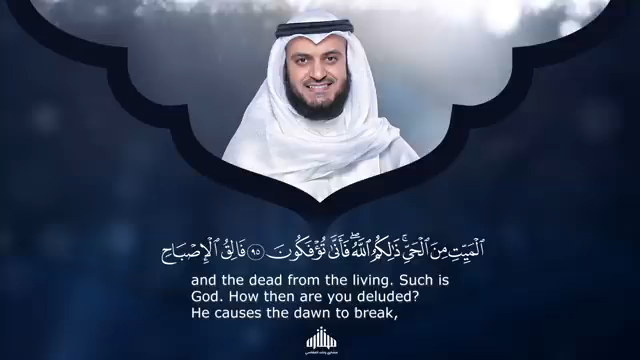 ٱلْمَيِّتِ مِنَ ٱلْحَيِّۚ ذَٰلِكُمُ ٱللَّهُۖ فَأَنَّىٰ تُؤْفَكُونَ ٩٥ فَالِقُ ٱلْإِصْبَاحِ
and the dead from the living. Such is
God. How then are you deluded?
He causes the dawn to break,